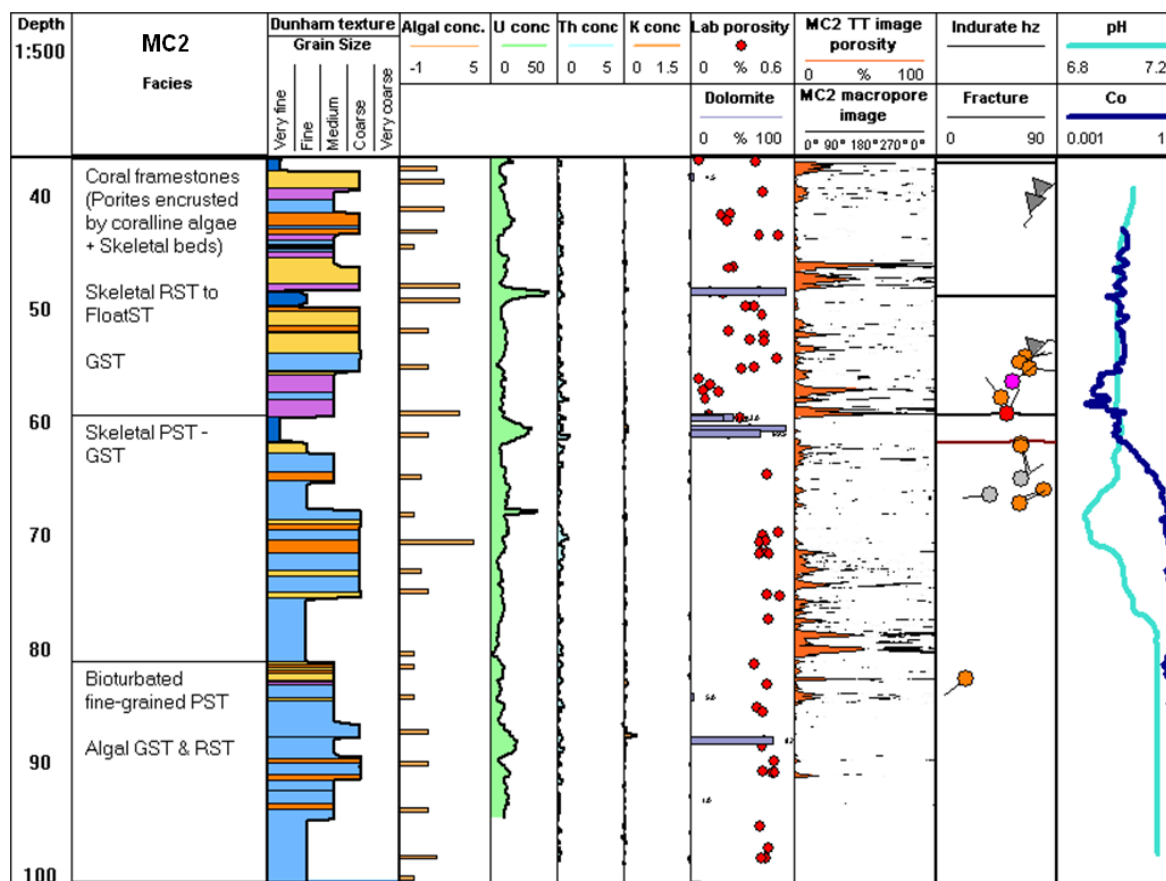 Depth
1:500
MC2
Facies
Dunham texture
Grain Size
Very fine
Fine
Medium
Coarse
Very coarse
Algal conc.
-1 5
U conc
0 50
Th conc
0 5
K conc
0 1.5
Lab porosity
0 % 0.6
Dolomite
0 % 100
MC2 TT image
porosity
0 % 100
MC2 macropore
image
0° 90° 180° 270° 0°
Indurate hz
Fracture
0 90
pH
6.8 7.2
Co
0.001 1
40
50
60
70
80
90
100
Coral framestones
(Porites encrusted
by coralline algae
+ Skeletal beds)
Skeletal RST to
FloatST
GST
Skeletal PST -
GST
Bioturbated
fine-grained PST
Algal GST & RST